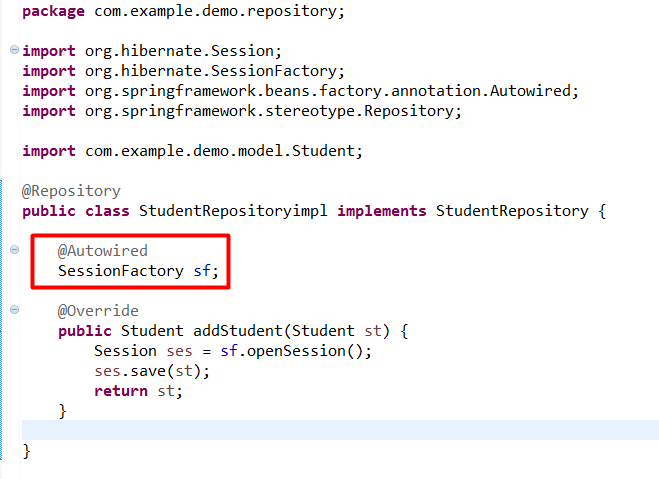 package com.example.demo.repository;
import org.hibernate.Session;
import org.hibernate.SessionFactory;
import org.springframework.beans.factory.annotation.Autowired;
import org.springframework.stereotype.Repository;
import com.example.demo.model.Student;
@Repository
public class StudentRepositoryimpl implements StudentRepository {
@Autowired
SessionFactory sf;
@Override
public Student addStudent(Student st) {
Session ses = sf.openSession();
ses.save(st);
return st;
}
}